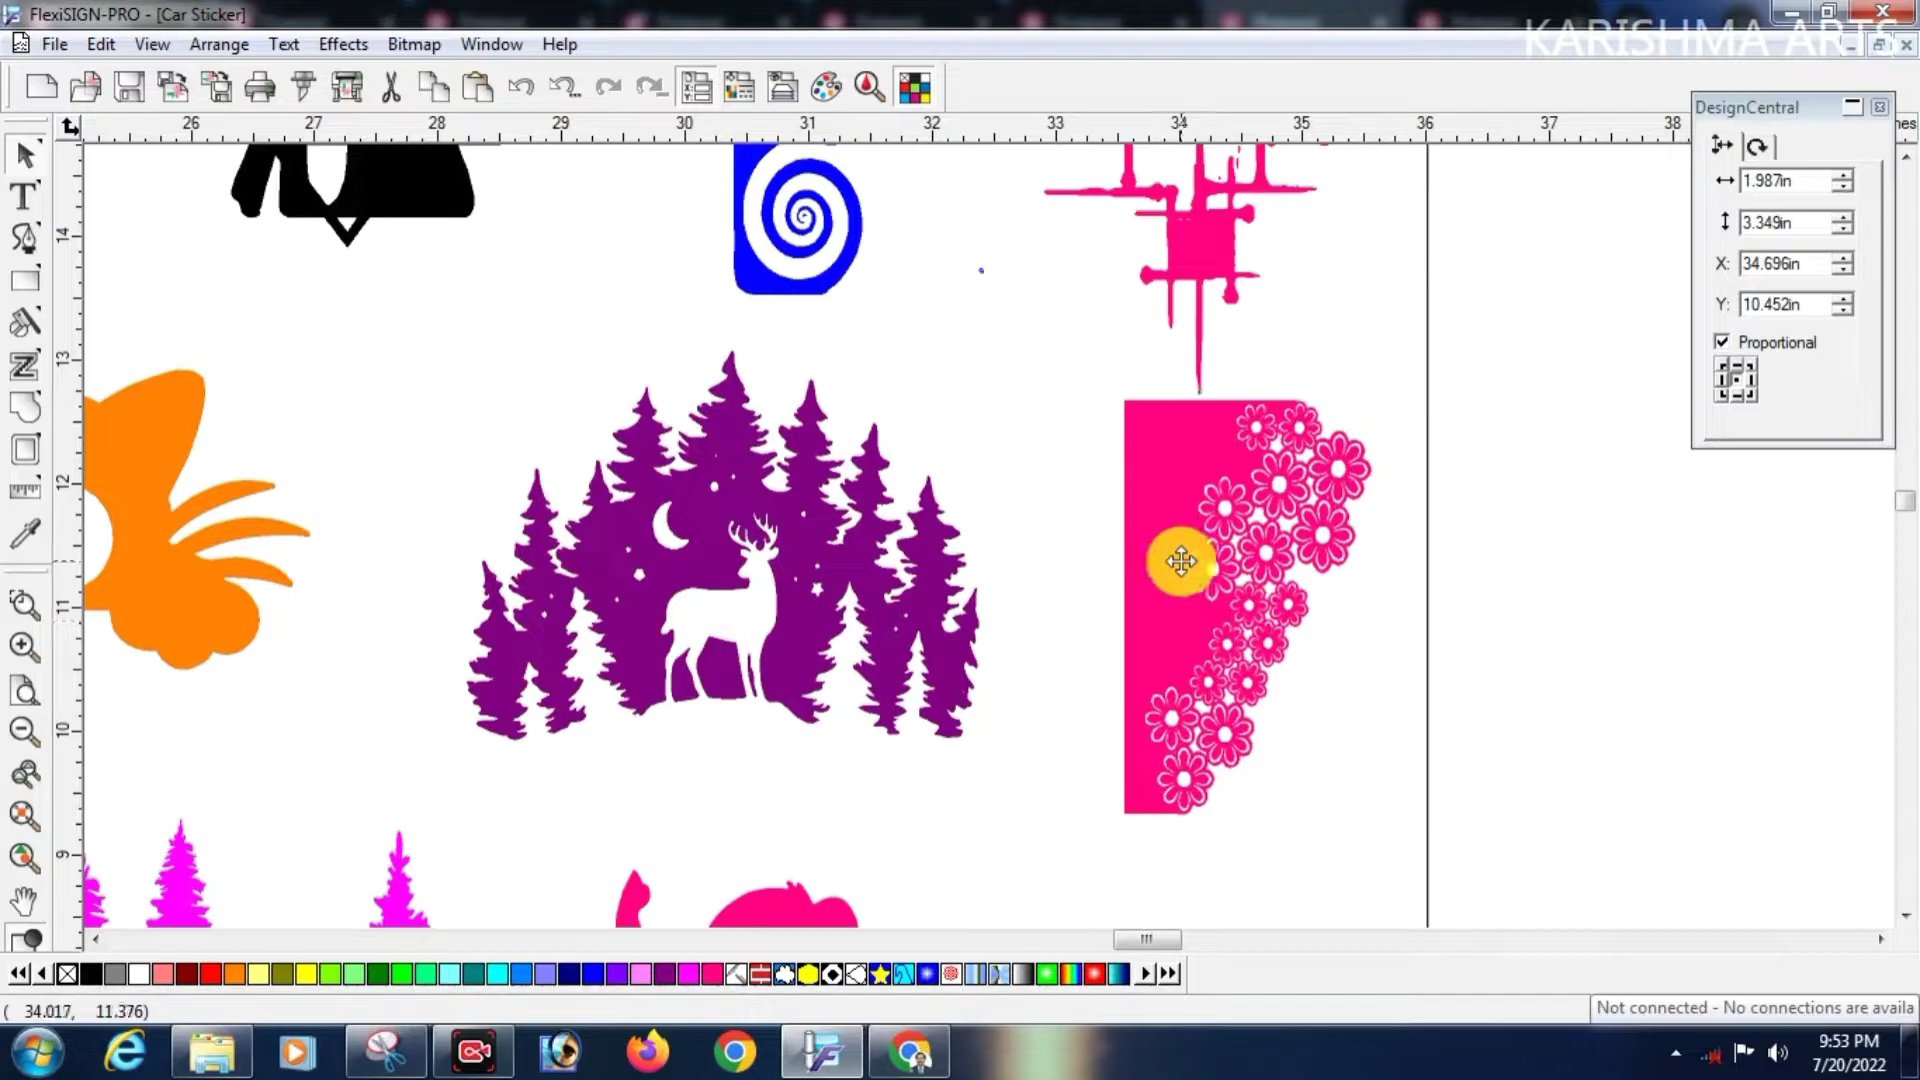 FlexiSIGN-PRO - [Car Sticker]
KARISHMA ARTS
File Edit View Arrange Text Effects Bitmap Window Help
DesignCentral
26 27 28 29 30 31 32 33 34 35 36 37 38
nes
1.987in
3.349in
X: 34.696in
Y: 10.452in
Proportional
14
13
12
11
10
9
( 34.017, 11.376)
Not connected - No connections are availa
9:53 PM
7/20/2022